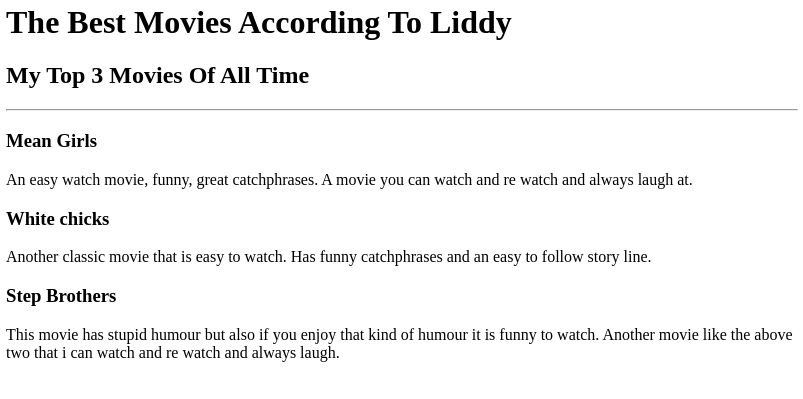 The Best Movies According To Liddy
My Top 3 Movies Of All Time
Mean Girls
An easy watch movie, funny, great catchphrases. A movie you can watch and re watch and always laugh at.
White chicks
Another classic movie that is easy to watch. Has funny catchphrases and an easy to follow story line.
Step Brothers
This movie has stupid humour but also if you enjoy that kind of humour it is funny to watch. Another movie like the above
two that i can watch and re watch and always laugh.